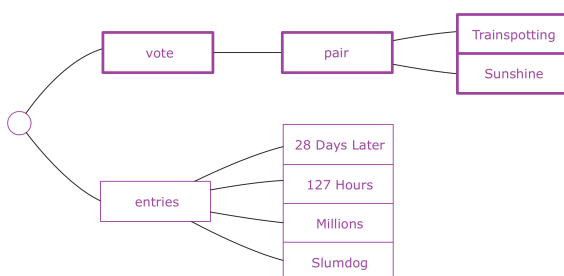 vote
pair
Trainspotting
Sunshine
entries
28 Days Later
127 Hours
Millions
Slumdog